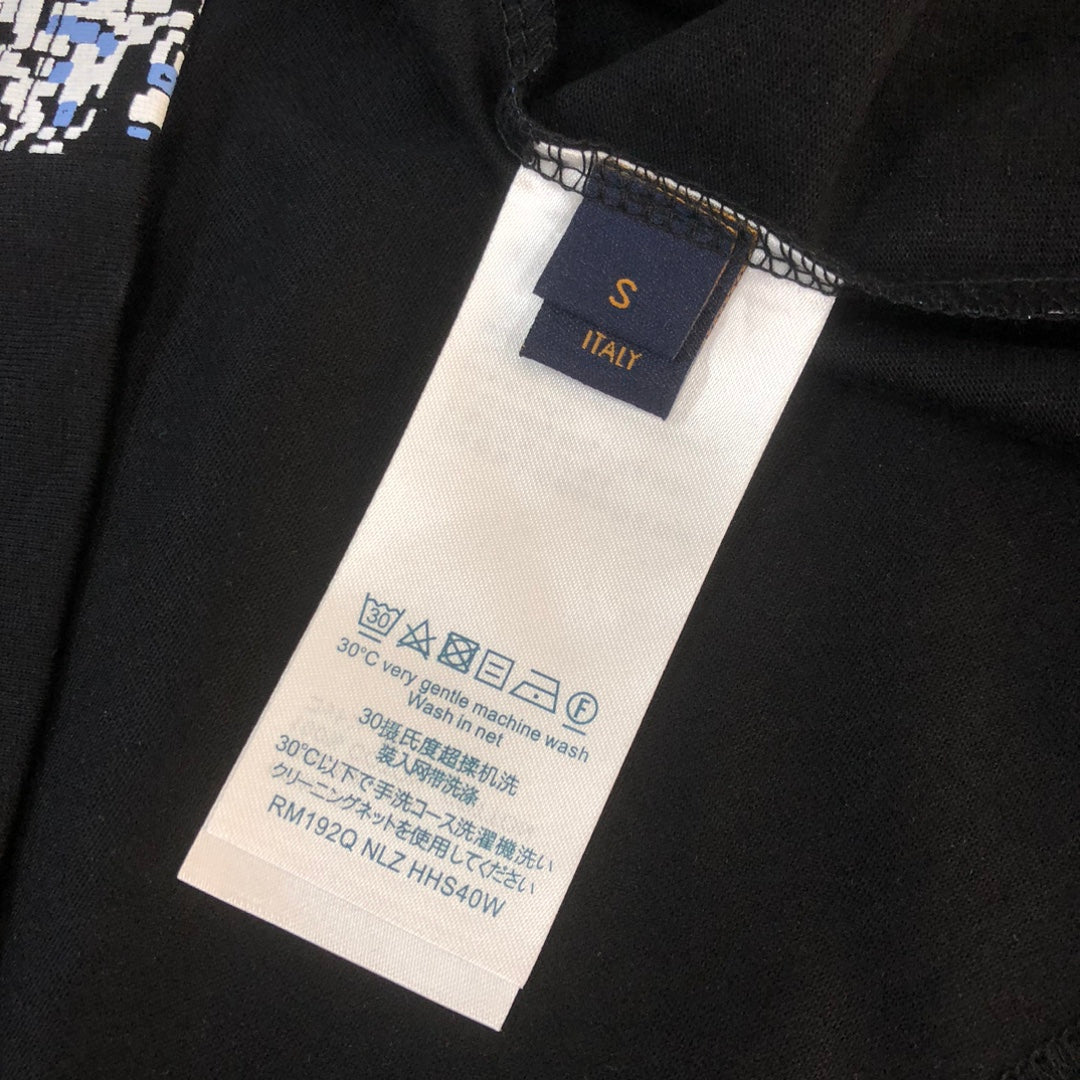 S
ITALY
30
F
30°C very gentle machine wash
Wash in net
30摄氏度超揉机洗
装入网带洗涤
30℃以下で手洗コース洗濯機洗い
クリーニングネットを使用してください
RM192Q NLZ HHS40W